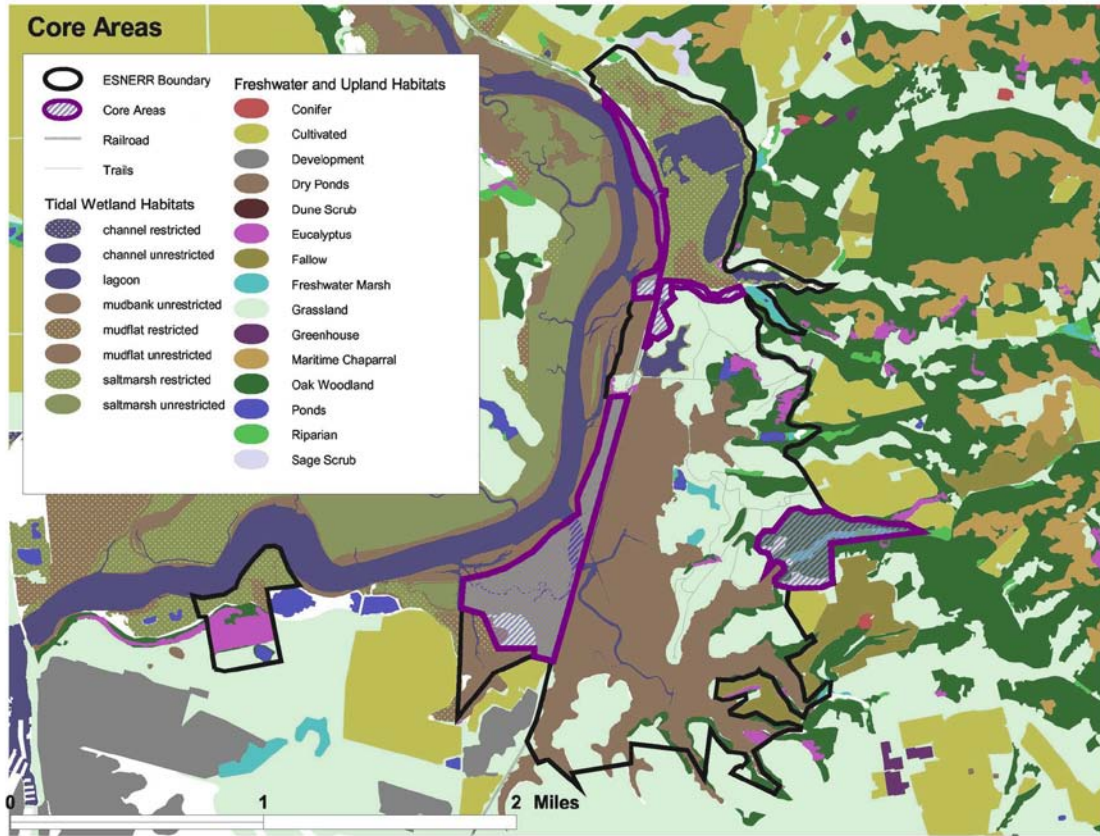 Core Areas
ESNERR Boundary
Core Areas
Railroad
Trails
Tidal Wetland Habitats
channel restricted
channel unrestricted
lagoon
mudbank unrestricted
mudflat restricted
mudflat unrestricted
saltmarsh restricted
saltmarsh unrestricted
Freshwater and Upland Habitats
Conifer
Cultivated
Development
Dry Ponds
Dune Scrub
Eucalyptus
Fallow
Freshwater Marsh
Grassland
Greenhouse
Maritime Chaparral
Oak Woodland
Ponds
Riparian
Sage Scrub
0 1 2 Miles